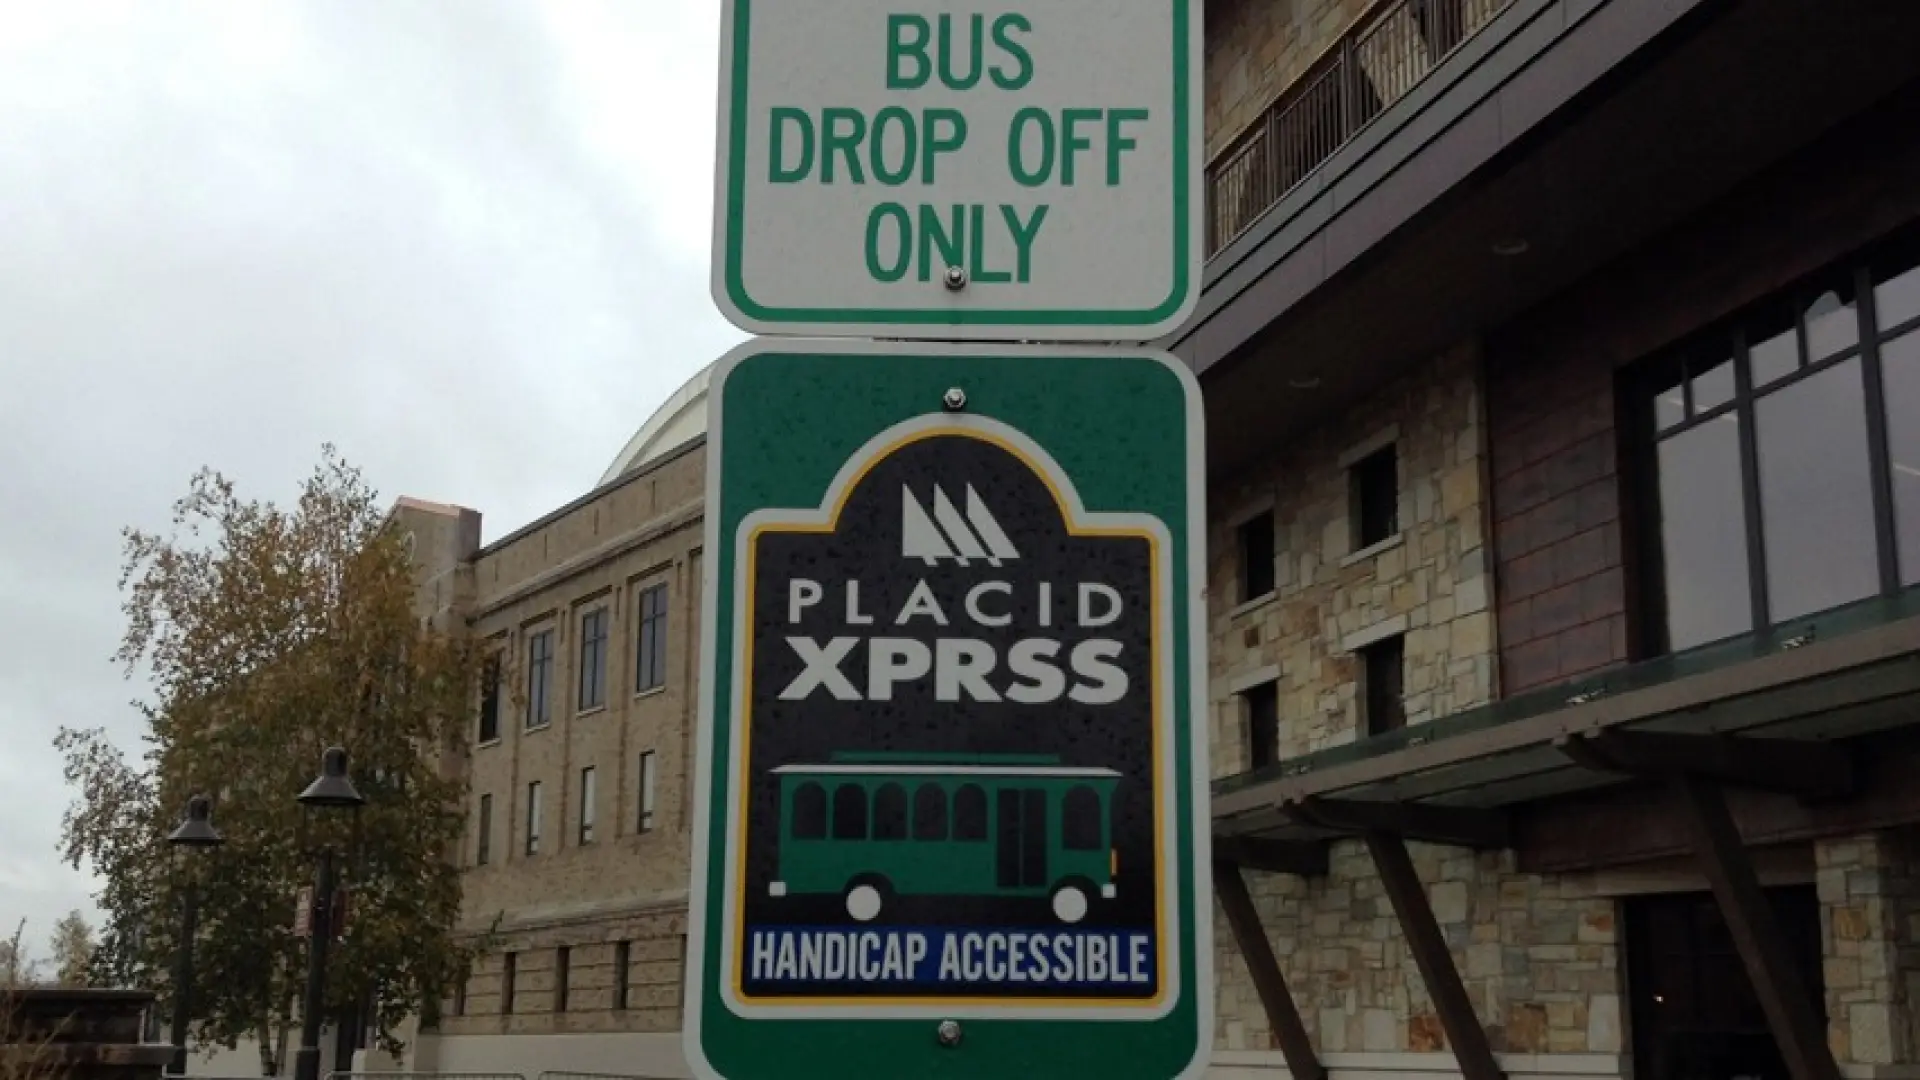 BUS
DROP OFF
ONLY
PLACID
XPRSS
HANDICAP ACCESSIBLE